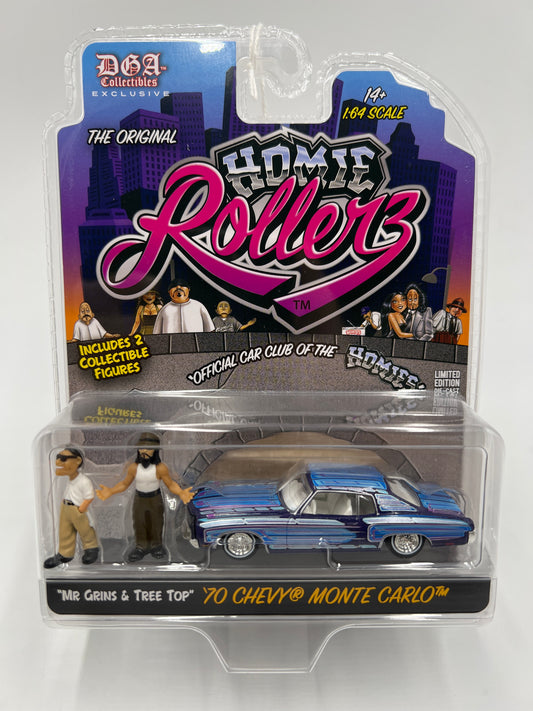 DGA
Collectibles
EXCLUSIVE
14+
1:64 SCALE
THE ORIGINAL
HOMIE
Rollerz
TM
INCLUDES 2
COLLECTIBLE
FIGURES
"OFFICIAL CAR CLUB OF THE HOMIES"
LIMITED
EDITION
DIE-CAST
"MR GRINS & TREE TOP" '70 CHEVY® MONTE CARLO™